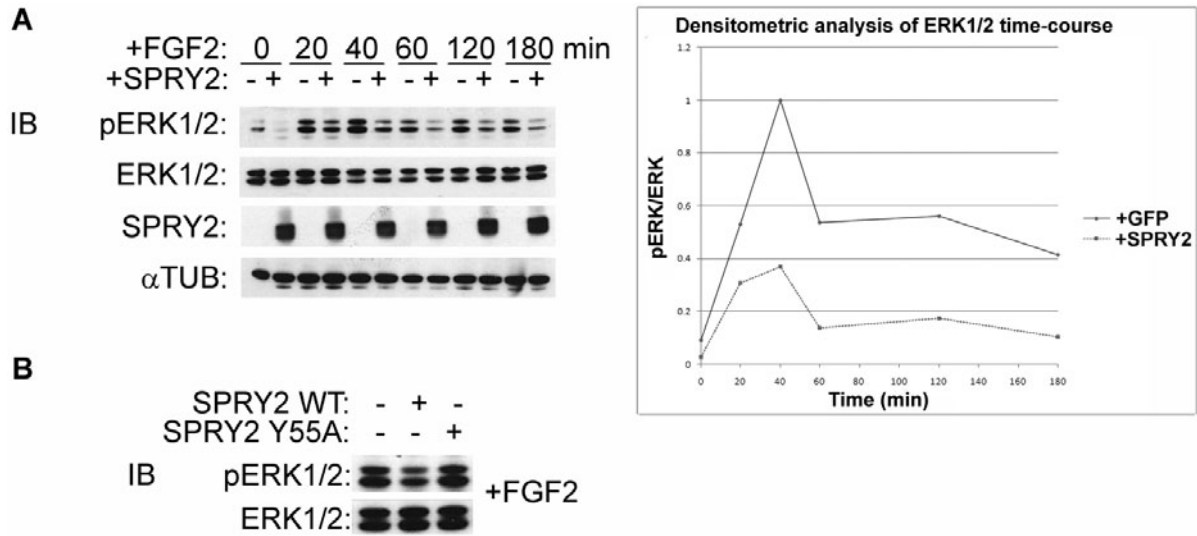 A
+FGF2: 0 20 40 60 120 180 min
+SPRY2: - + - + - + - + - + - +
IB
pERK1/2:
ERK1/2:
SPRY2:
αTUB:
Densitometric analysis of ERK1/2 time-course
pERK/ERK
1.2
1
0.8
0.6
0.4
0.2
0
0 20 40 60 80 100 120 140 160 180
Time (min)
+GFP
+SPRY2
B
SPRY2 WT: - + -
SPRY2 Y55A: - - +
IB
pERK1/2:
ERK1/2:
+FGF2